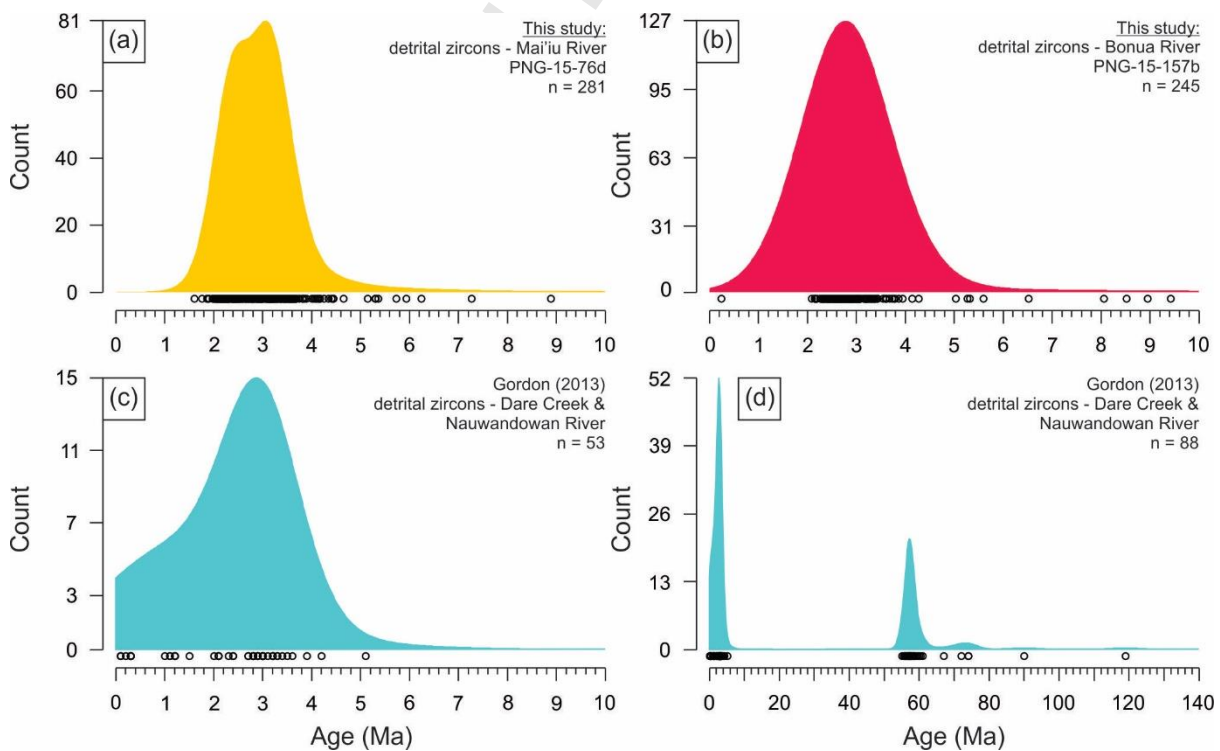 (a)
This study:
detrital zircons - Mai'iu River
PNG-15-76d
n = 281
81
60
40
20
0
Count
0 1 2 3 4 5 6 7 8 9 10
(b)
This study:
detrital zircons - Bonua River
PNG-15-157b
n = 245
127
95
63
31
0
Count
0 1 2 3 4 5 6 7 8 9 10
(c)
Gordon (2013)
detrital zircons - Dare Creek &
Nauwandowan River
n = 53
15
11
7
3
0
Count
0 1 2 3 4 5 6 7 8 9 10
Age (Ma)
(d)
Gordon (2013)
detrital zircons - Dare Creek &
Nauwandowan River
n = 88
52
39
26
13
0
Count
0 20 40 60 80 100 120 140
Age (Ma)